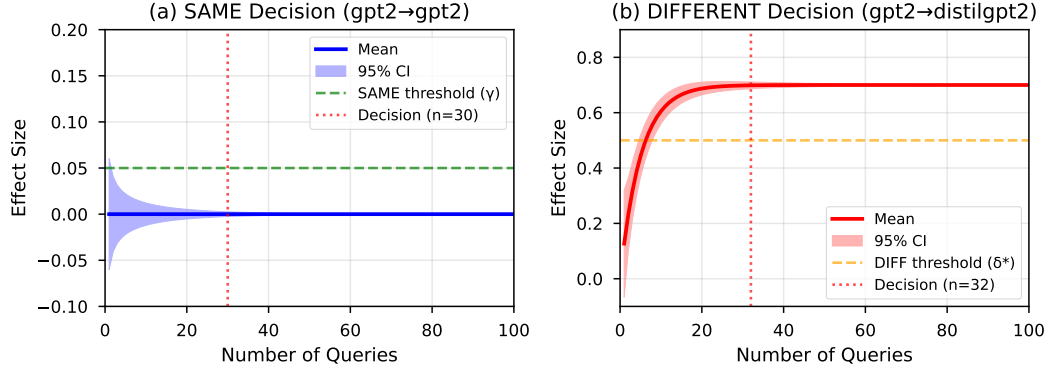 (a) SAME Decision (gpt2→gpt2)
0.20
0.15
0.10
0.05
0.00
−0.05
−0.10
Effect Size
Mean
95% CI
SAME threshold (γ)
Decision (n=30)
0 20 40 60 80 100
Number of Queries
(b) DIFFERENT Decision (gpt2→distilgpt2)
0.8
0.6
0.4
0.2
0.0
Effect Size
Mean
95% CI
DIFF threshold (δ*)
Decision (n=32)
0 20 40 60 80 100
Number of Queries